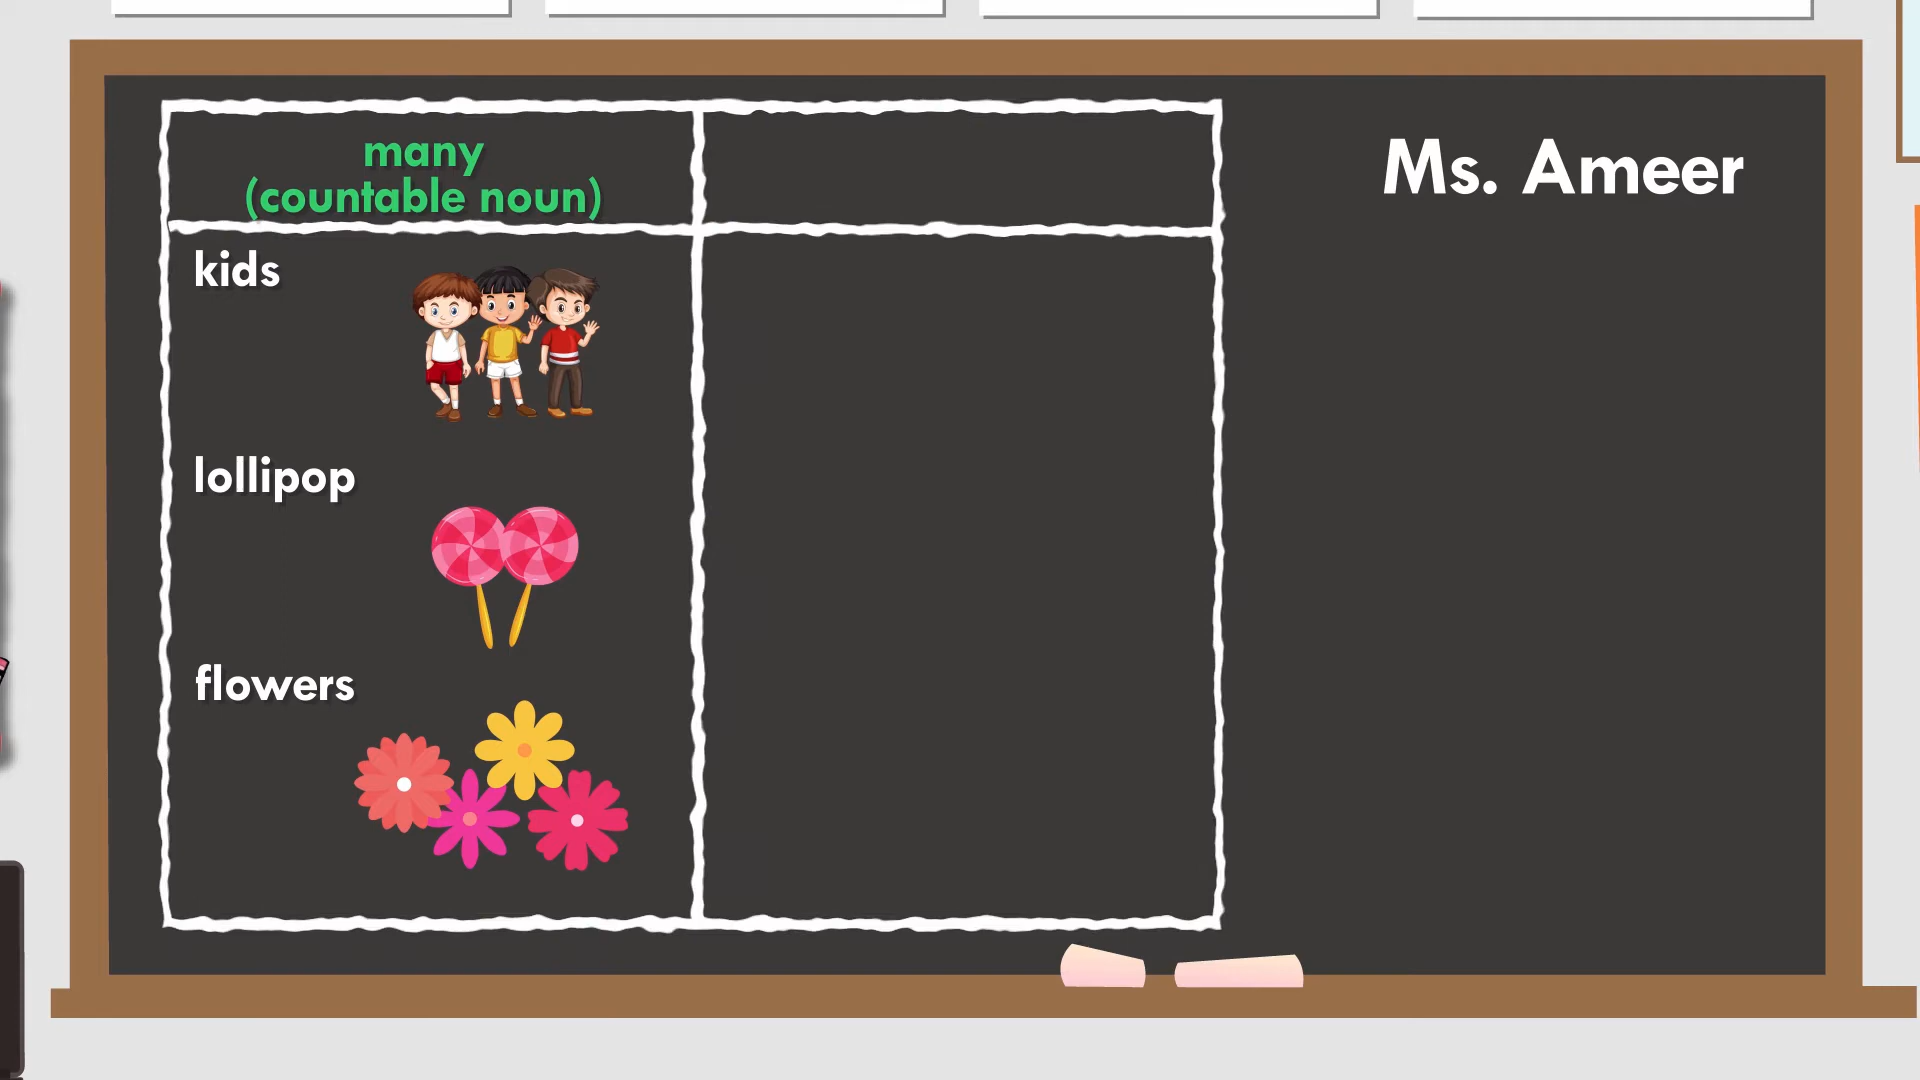 many
(countable noun)
Ms. Ameer
kids
lollipop
flowers